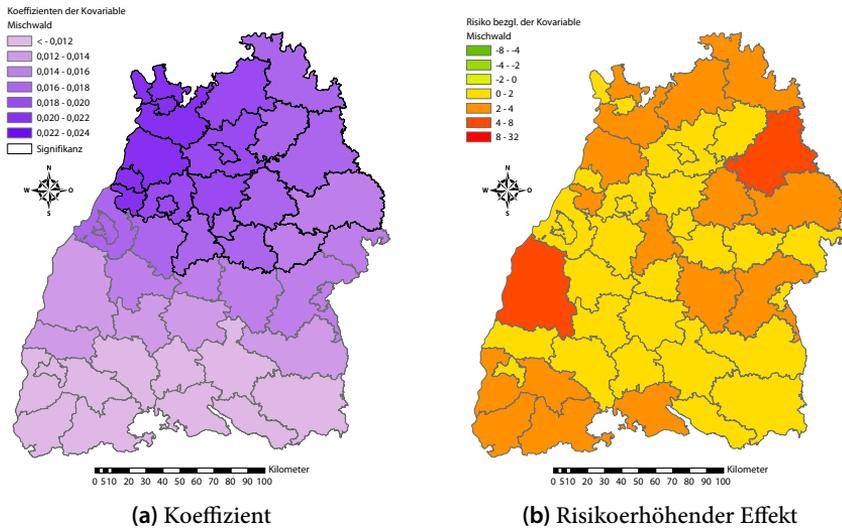 Koeffizienten der Kovariable
Mischwald
< - 0,012
0,012 - 0,014
0,014 - 0,016
0,016 - 0,018
0,018 - 0,020
0,020 - 0,022
0,022 - 0,024
Signifikanz
N
W O
S
0 5 10 20 30 40 50 60 70 80 90 100
Kilometer
(a) Koeffizient
Risiko bezgl. der Kovariable
Mischwald
-8 - -4
-4 - -2
-2 - 0
0 - 2
2 - 4
4 - 8
8 - 32
N
W O
S
0 5 10 20 30 40 50 60 70 80 90 100
Kilometer
(b) Risikoerhöhender Effekt